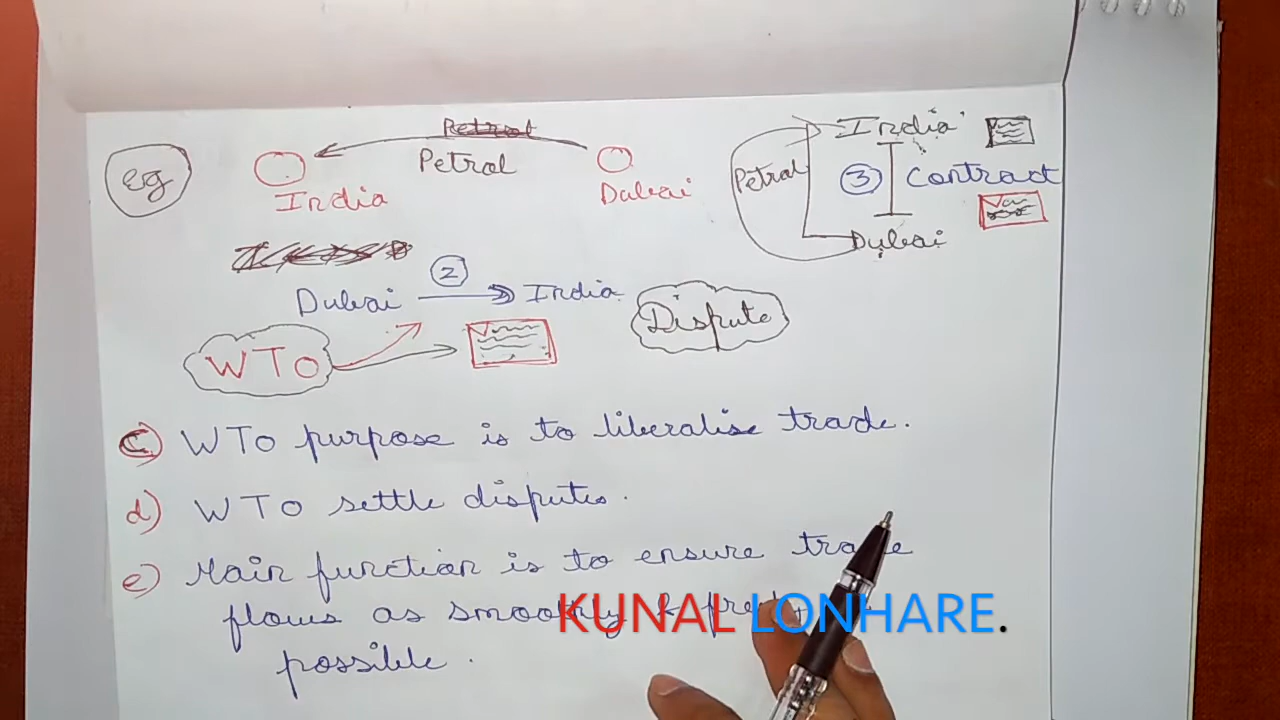 Eg
Petrol
Petrol
India
Dubai
India
Petrol
3
Contract
Dubai
2
Dubai
India
Dispute
WTO
c) WTO purpose is to liberalise trade.
d) WTO settle disputes.
e) Main function is to ensure trade
flows as smoothly &
possible.
KUNAL LONHARE.